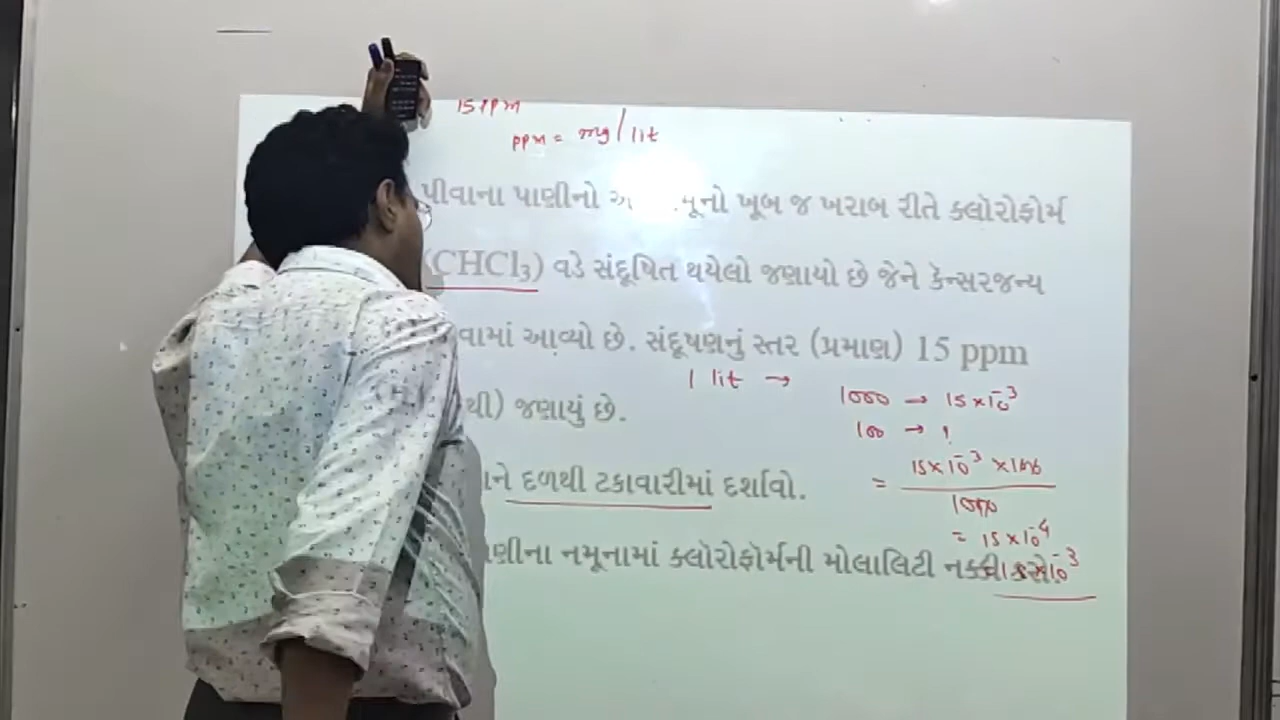 15 ppm
ppm = mg/lit
પીવાના પાણીનો ખૂબ જ ખરાબ રીતે ક્લૉરોફોર્મ
(CHCl₃) વડે સંદૂષિત થયેલો જણાયો છે જેને કૅન્સરજન્ય
આવ્યો છે. સંદૂષણનું સ્તર (પ્રમાણ) 15 ppm
1 lit →
1000 → 15×10⁻³
જણાયું છે.
100 → ?
15×10⁻³ ×100
દળથી ટકાવારીમાં દર્શાવો.
=
1000
= 15×10⁻⁴
નમૂનામાં ક્લૉરોફોર્મની મોલાલિટી નક્કી કરો.